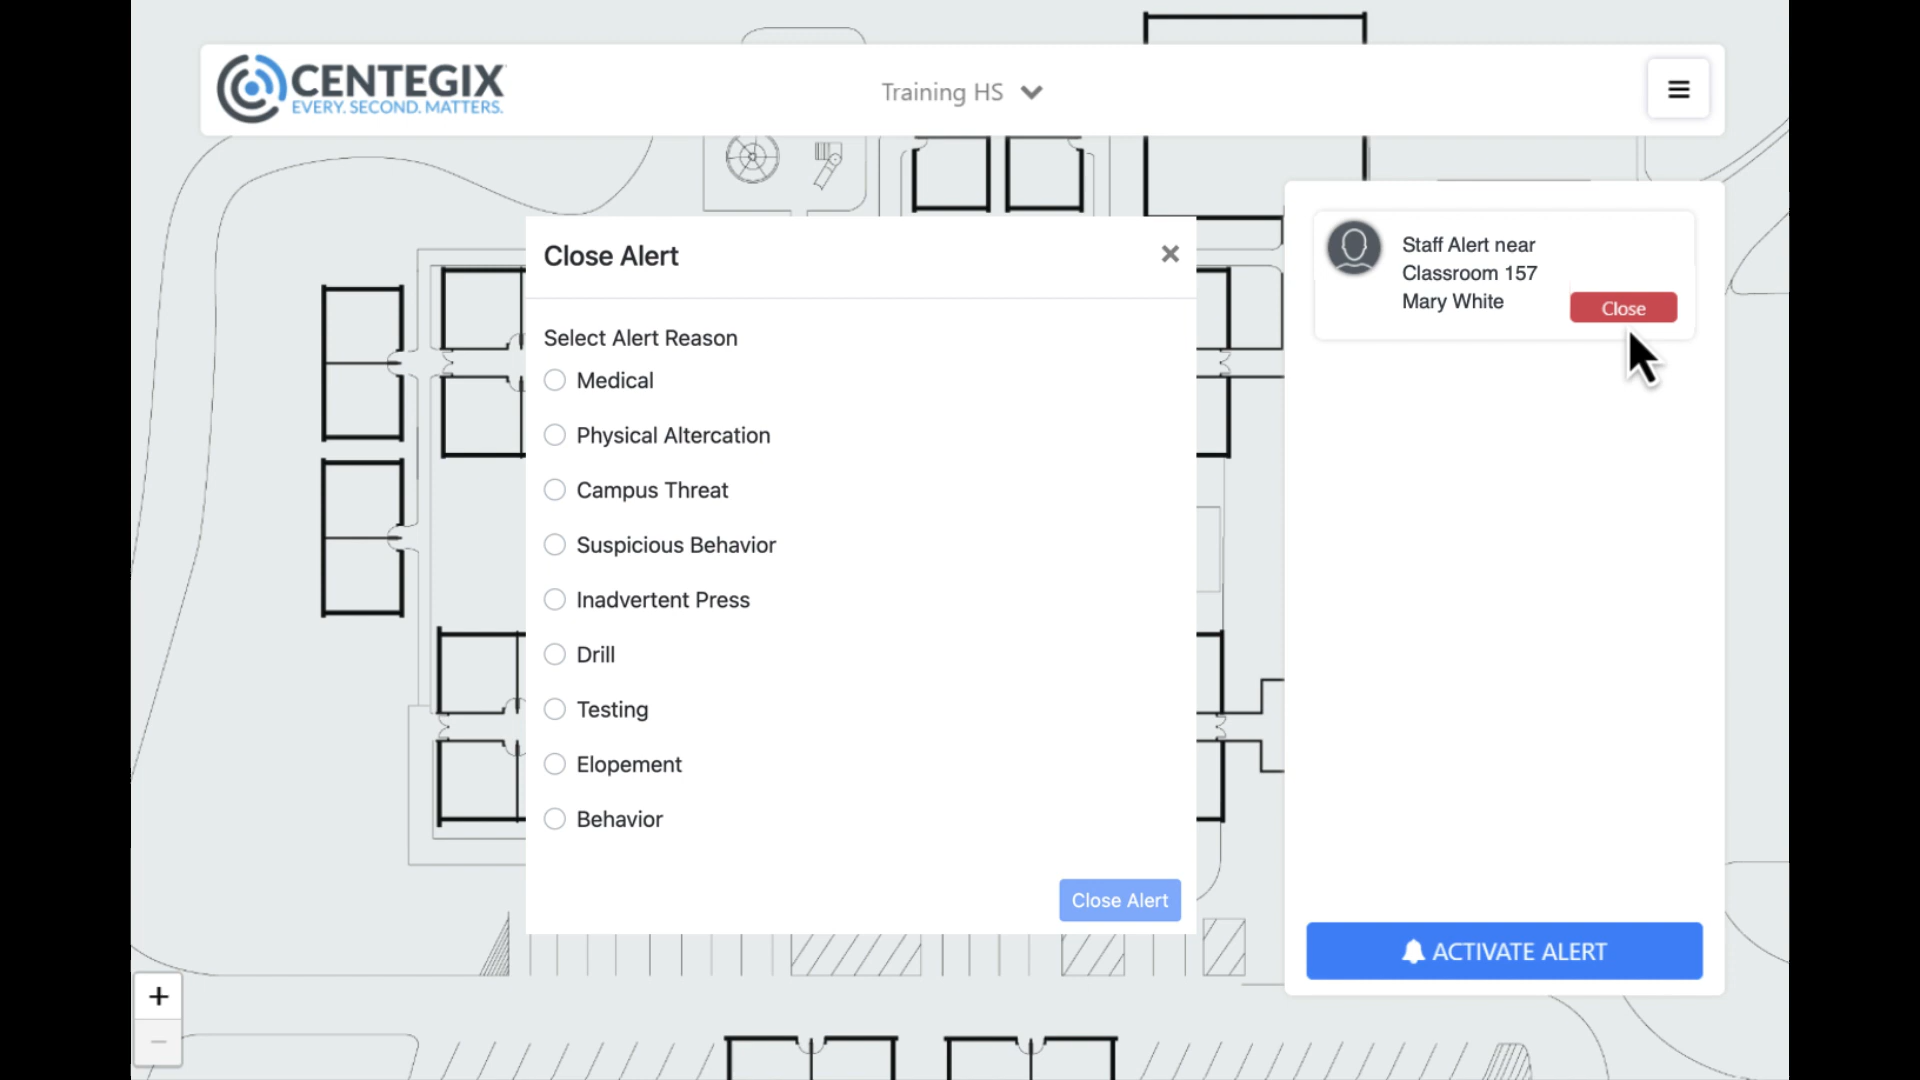 CENTEGIX
EVERY. SECOND. MATTERS.
Training HS
Close Alert
Select Alert Reason
Medical
Physical Altercation
Campus Threat
Suspicious Behavior
Inadvertent Press
Drill
Testing
Elopement
Behavior
Close Alert
Staff Alert near
Classroom 157
Mary White
Close
ACTIVATE ALERT
+
−